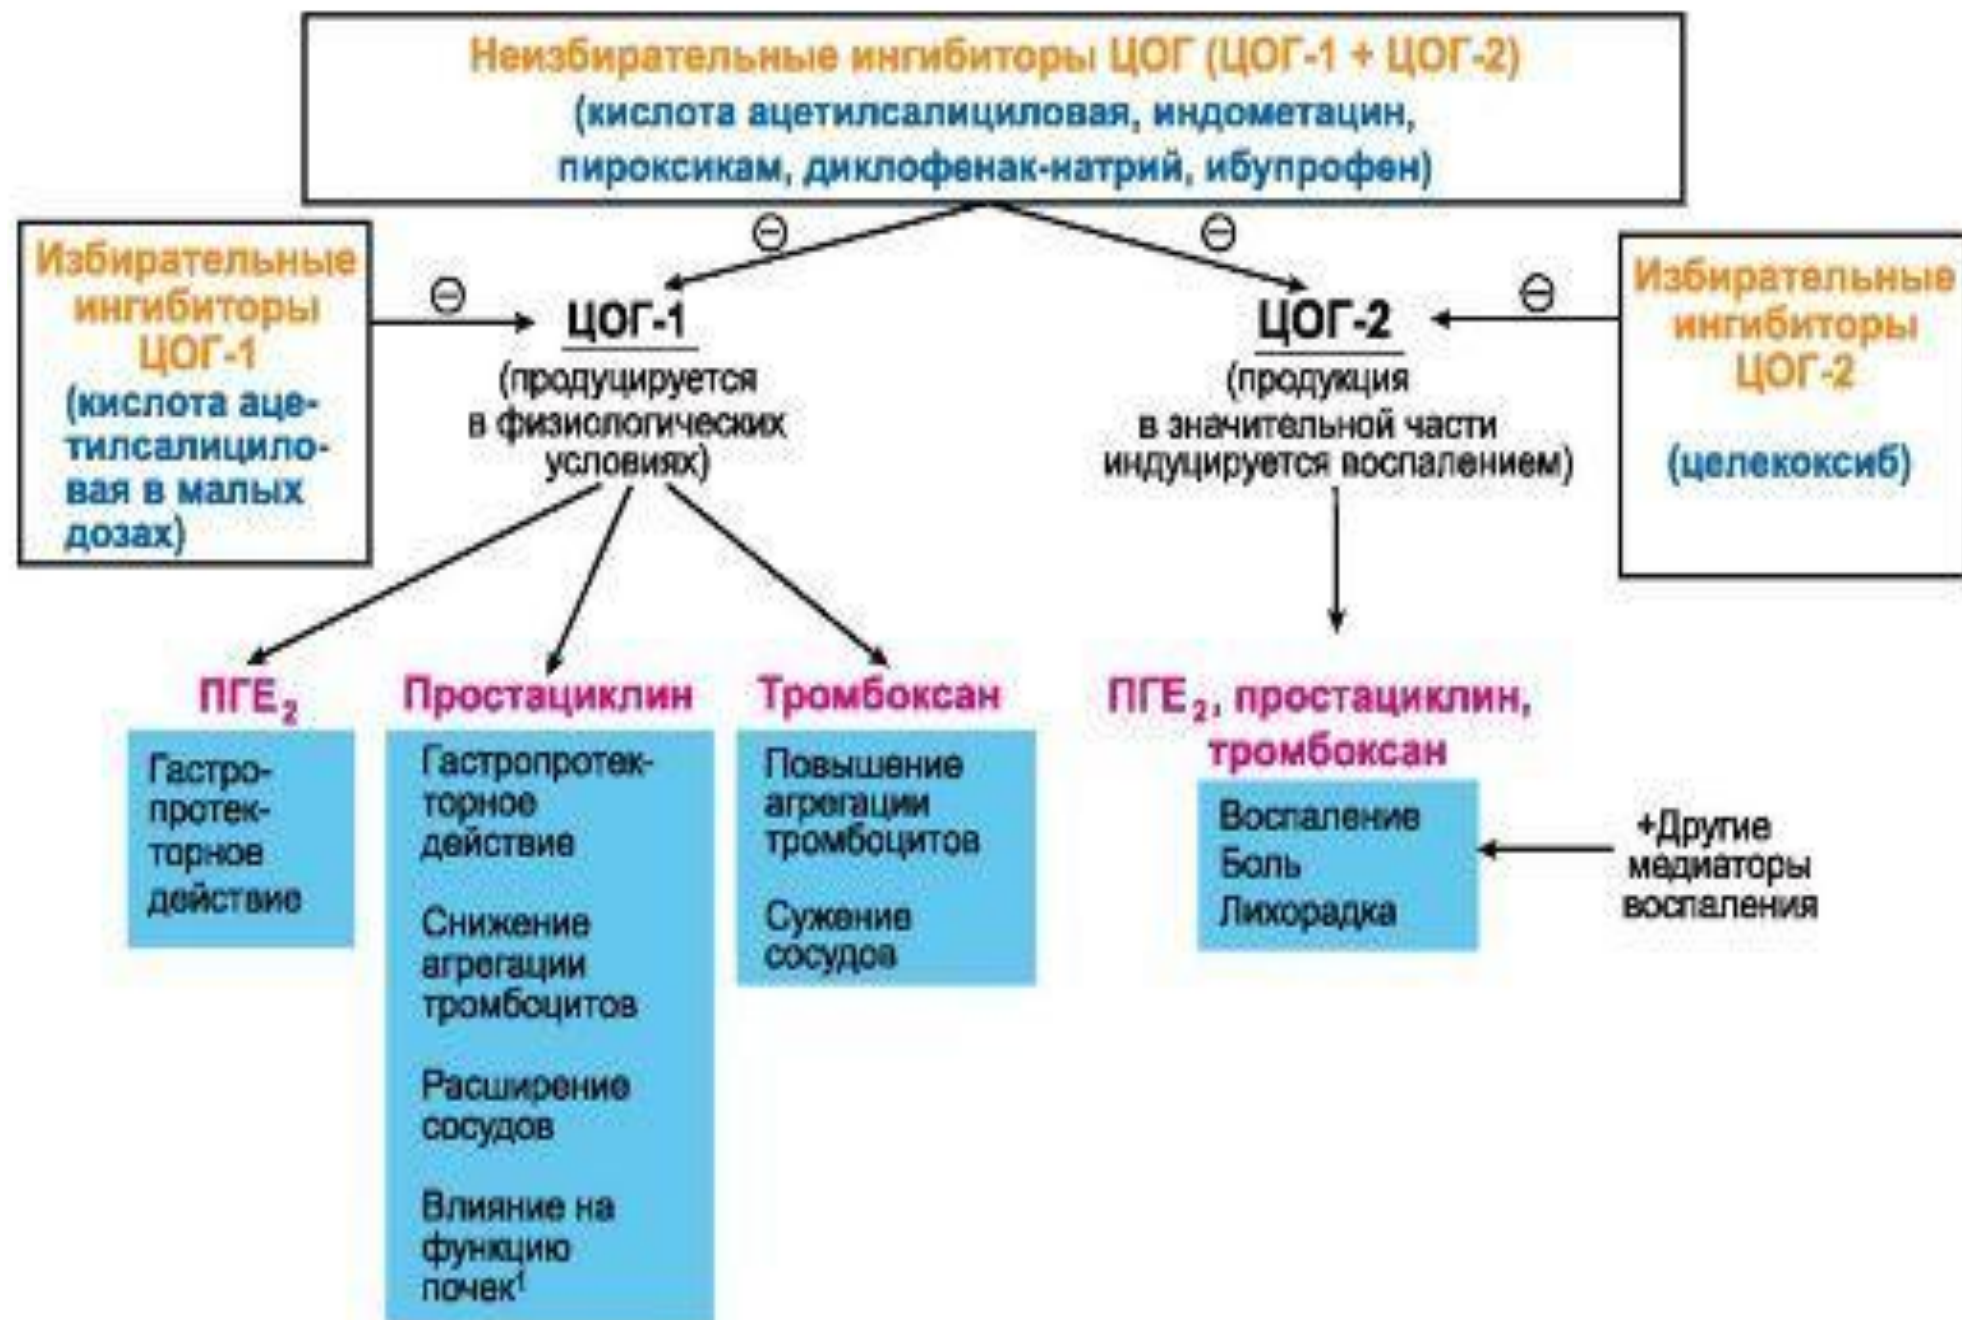 Неизбирательные ингибиторы ЦОГ (ЦОГ-1 + ЦОГ-2)
(кислота ацетилсалициловая, индометацин,
пироксикам, диклофенак-натрий, ибупрофен)
Избирательные
ингибиторы
ЦОГ-1
(кислота аце-
тилсалицило-
вая в малых
дозах)
⊖
⊖
⊖
⊖
ЦОГ-1
(продуцируется
в физиологических
условиях)
ЦОГ-2
(продукция
в значительной части
индуцируется воспалением)
Избирательные
ингибиторы
ЦОГ-2
(целекоксиб)
ПГЕ₂
Гастро-
протек-
торное
действие
Простациклин
Гастропротек-
торное
действие
Снижение
агрегации
тромбоцитов
Расширение
сосудов
Влияние на
функцию
почек¹
Тромбоксан
Повышение
агрегации
тромбоцитов
Сужение
сосудов
ПГЕ₂, простациклин,
тромбоксан
Воспаление
Боль
Лихорадка
+Другие
медиаторы
воспаления